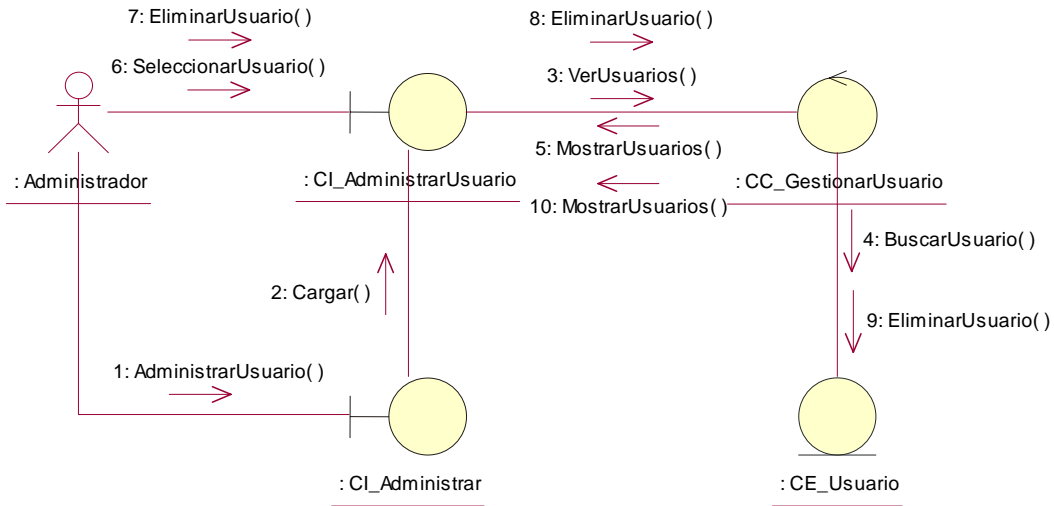 7: EliminarUsuario( )
8: EliminarUsuario( )
6: SeleccionarUsuario( )
3: VerUsuarios( )
5: MostrarUsuarios( )
: Administrador
: CI_AdministrarUsuario
: CC_GestionarUsuario
10: MostrarUsuarios( )
4: BuscarUsuario( )
2: Cargar( )
9: EliminarUsuario( )
1: AdministrarUsuario( )
: CI_Administrar
: CE_Usuario